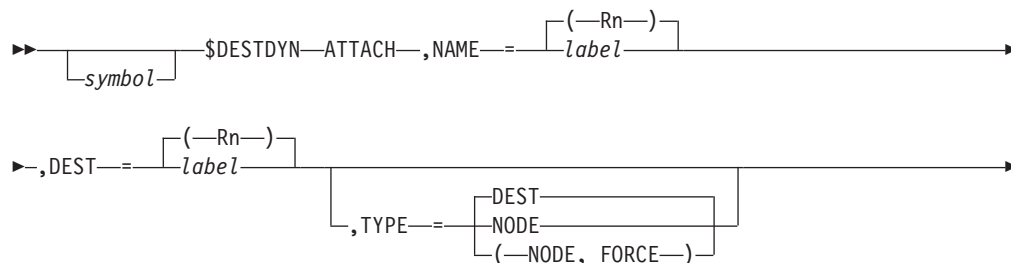 ( Rn )
$DESTDYN ATTACH ,NAME = label
symbol
( Rn )
,DEST = label
DEST
,TYPE = NODE
( NODE, FORCE )